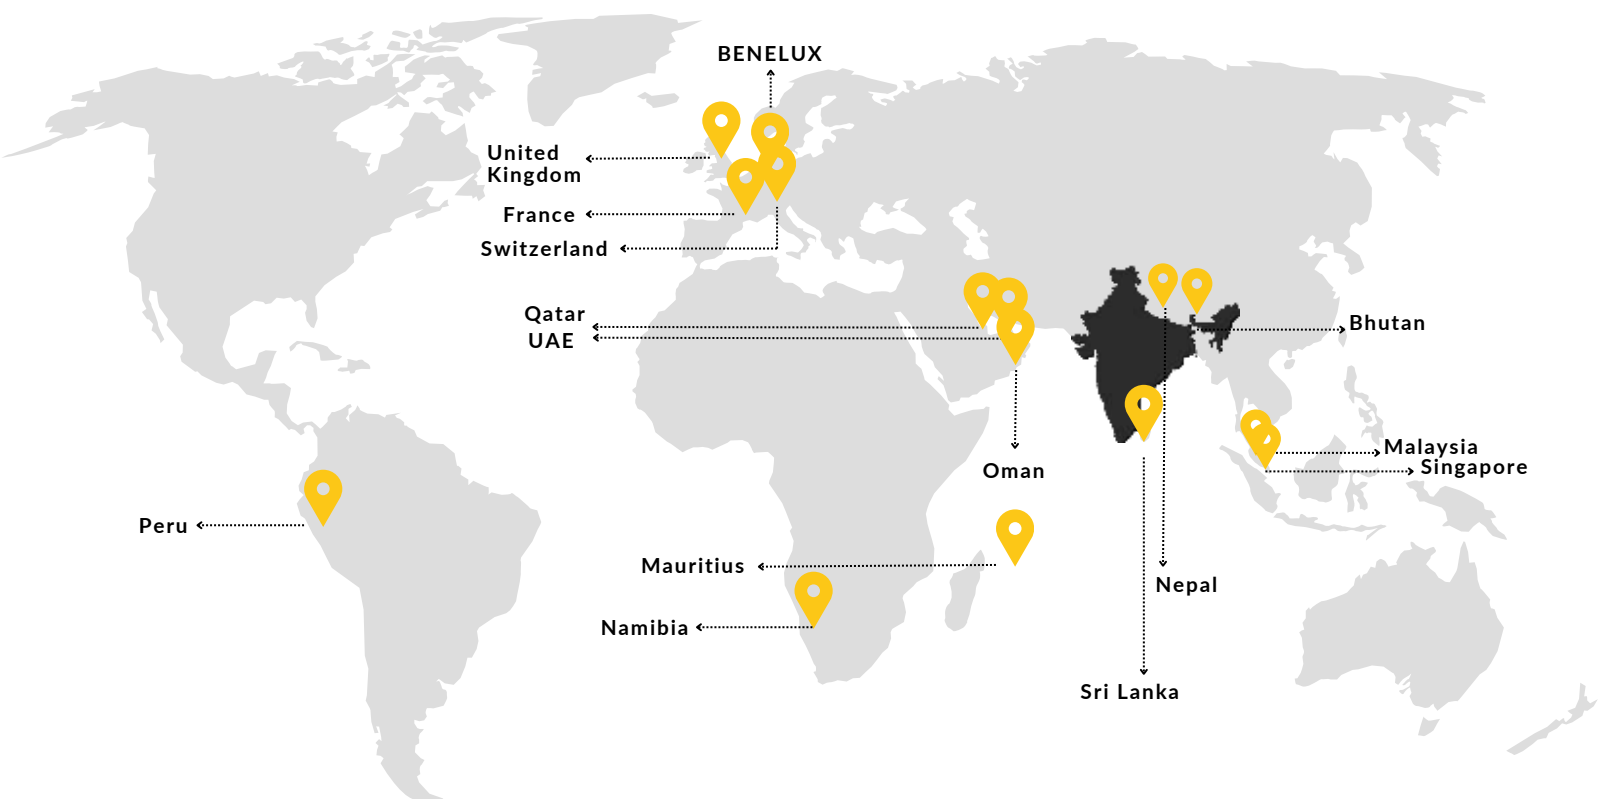 BENELUX
United
Kingdom
France
Switzerland
Qatar
UAE
Bhutan
Malaysia
Singapore
Oman
Peru
Mauritius
Nepal
Namibia
Sri Lanka